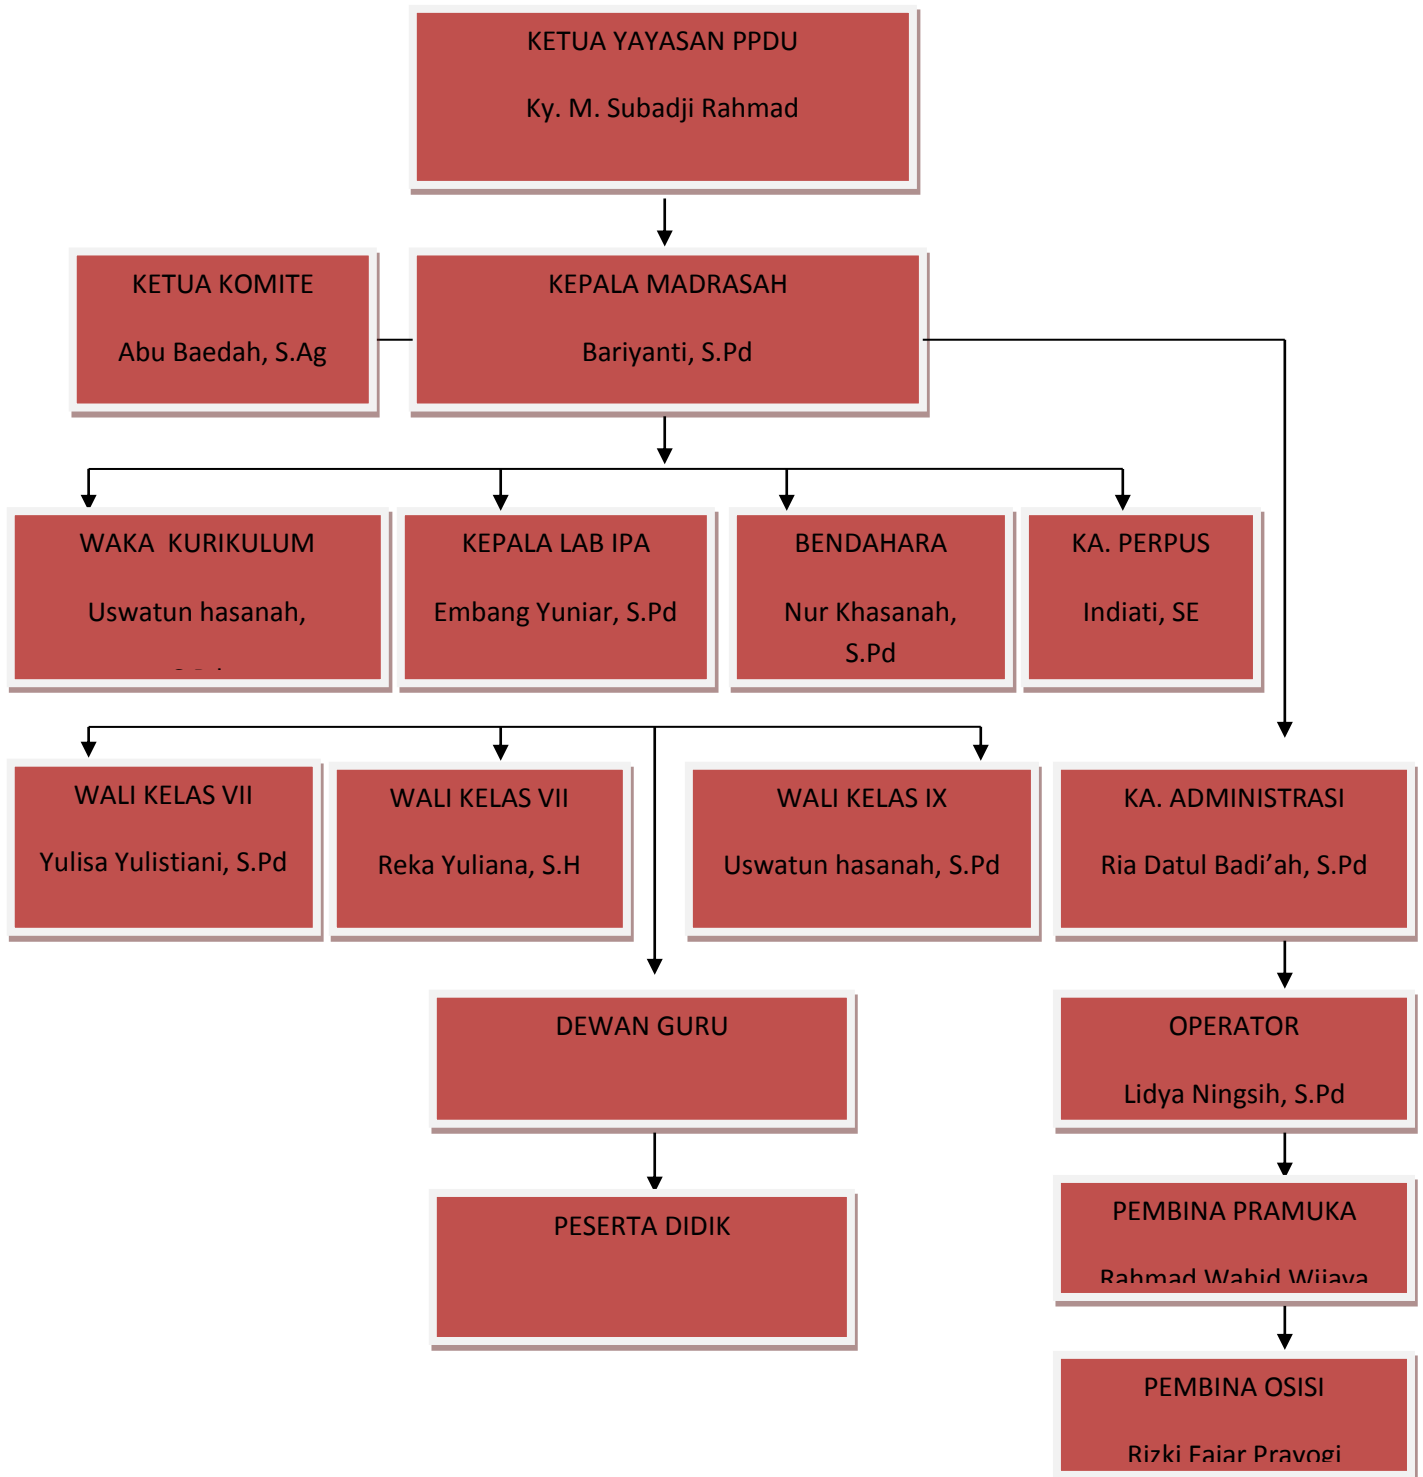 KETUA YAYASAN PPDU
Ky. M. Subadji Rahmad
KETUA KOMITE
Abu Baedah, S.Ag
KEPALA MADRASAH
Bariyanti, S.Pd
WAKA KURIKULUM
Uswatun hasanah,
KEPALA LAB IPA
Embang Yuniar, S.Pd
BENDAHARA
Nur Khasanah,
S.Pd
KA. PERPUS
Indiati, SE
WALI KELAS VII
Yulisa Yulistiani, S.Pd
WALI KELAS VII
Reka Yuliana, S.H
WALI KELAS IX
Uswatun hasanah, S.Pd
KA. ADMINISTRASI
Ria Datul Badi’ah, S.Pd
DEWAN GURU
OPERATOR
Lidya Ningsih, S.Pd
PESERTA DIDIK
PEMBINA PRAMUKA
Rahmad Wahid Wijaya
PEMBINA OSISI
Rizki Fajar Prayogi